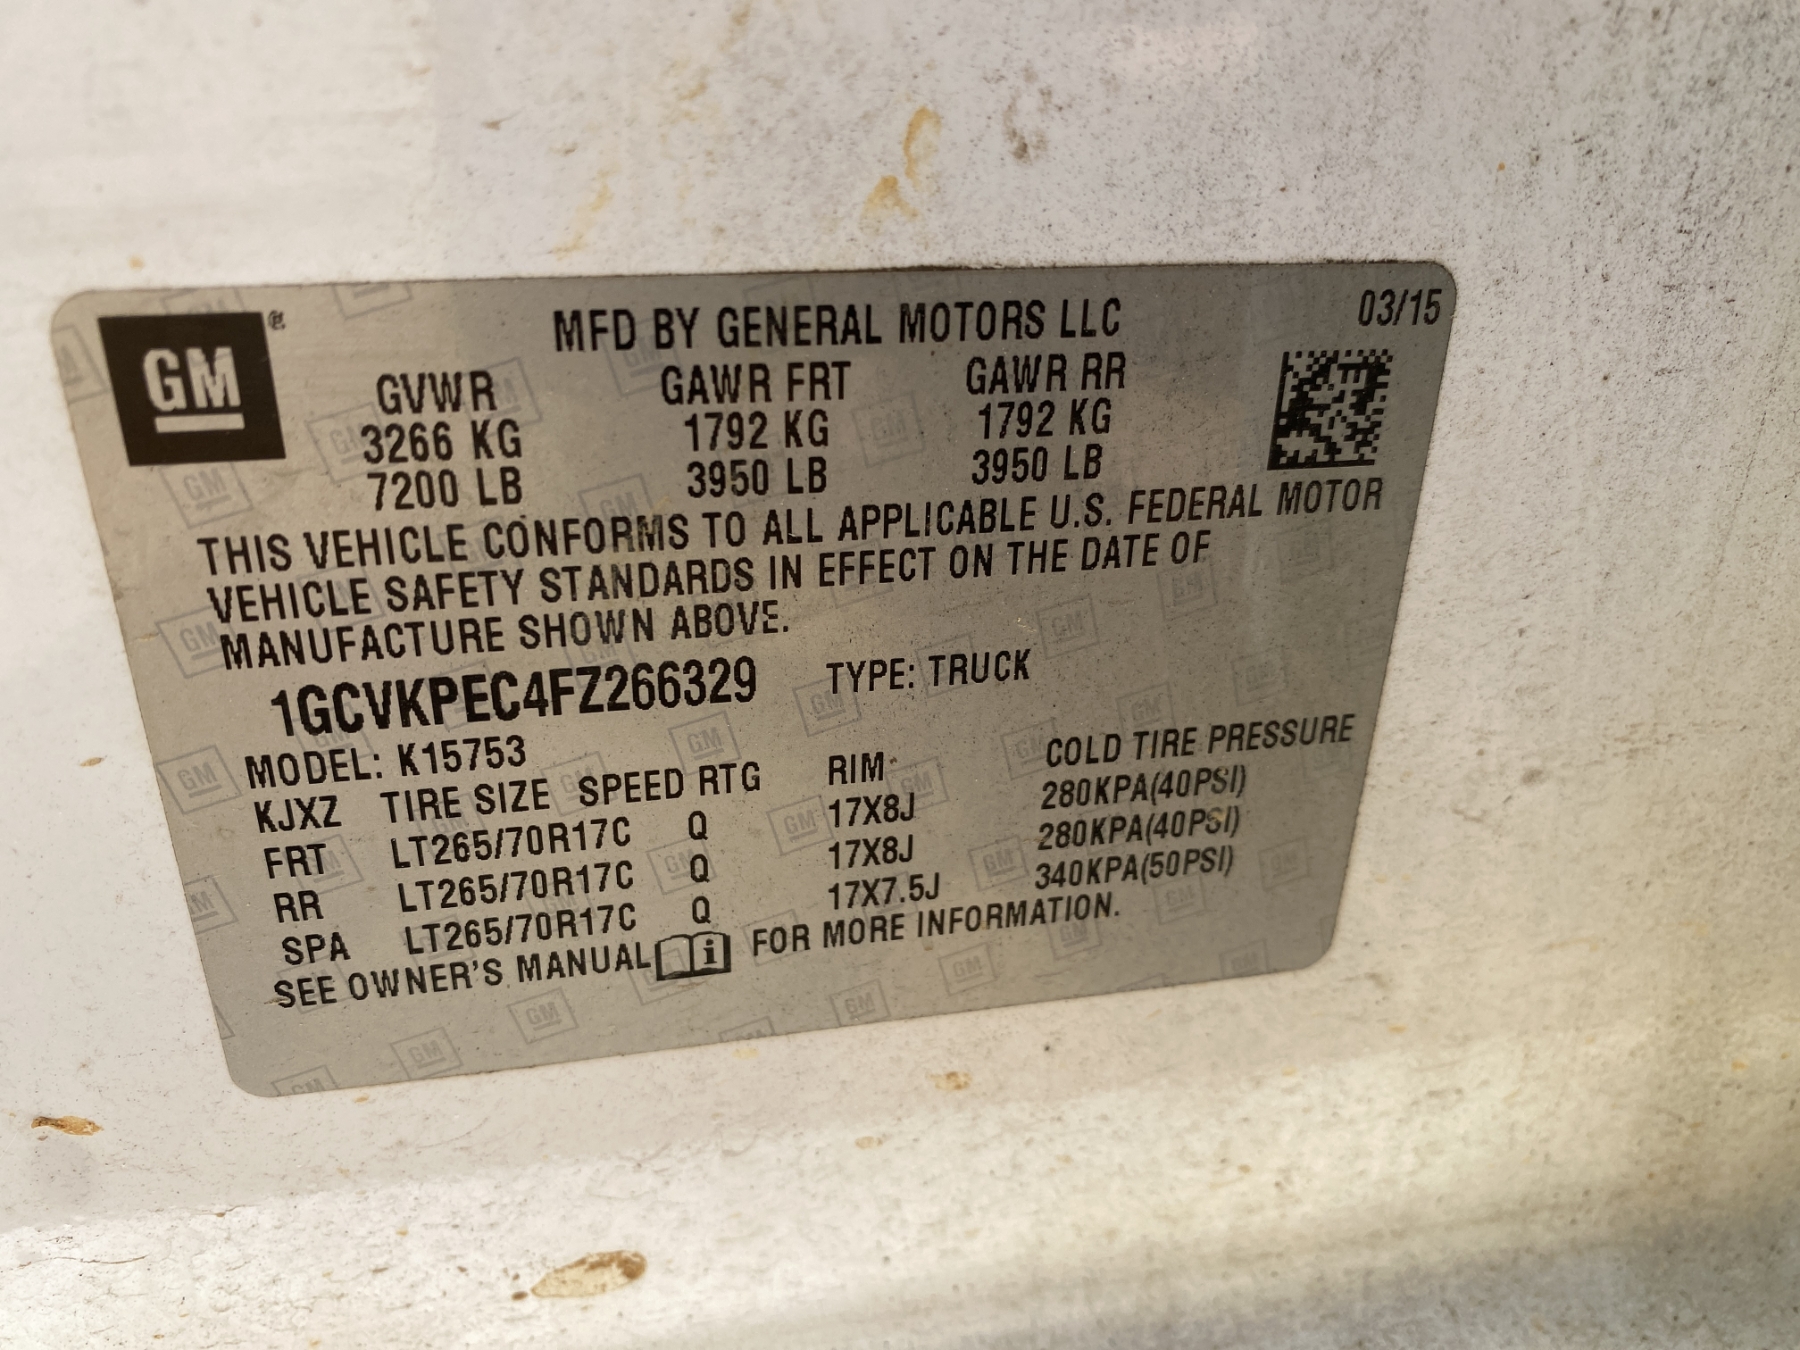 GM ®
MFD BY GENERAL MOTORS LLC 03/15
GVWR GAWR FRT GAWR RR
3266 KG 1792 KG 1792 KG
7200 LB 3950 LB 3950 LB
THIS VEHICLE CONFORMS TO ALL APPLICABLE U.S. FEDERAL MOTOR
VEHICLE SAFETY STANDARDS IN EFFECT ON THE DATE OF
MANUFACTURE SHOWN ABOVE.
1GCVKPEC4FZ266329 TYPE: TRUCK
MODEL: K15753
KJXZ TIRE SIZE SPEED RTG RIM COLD TIRE PRESSURE
FRT LT265/70R17C Q 17X8J 280KPA(40PSI)
RR LT265/70R17C Q 17X8J 280KPA(40PSI)
SPA LT265/70R17C Q 17X7.5J 340KPA(50PSI)
SEE OWNER'S MANUAL i FOR MORE INFORMATION.